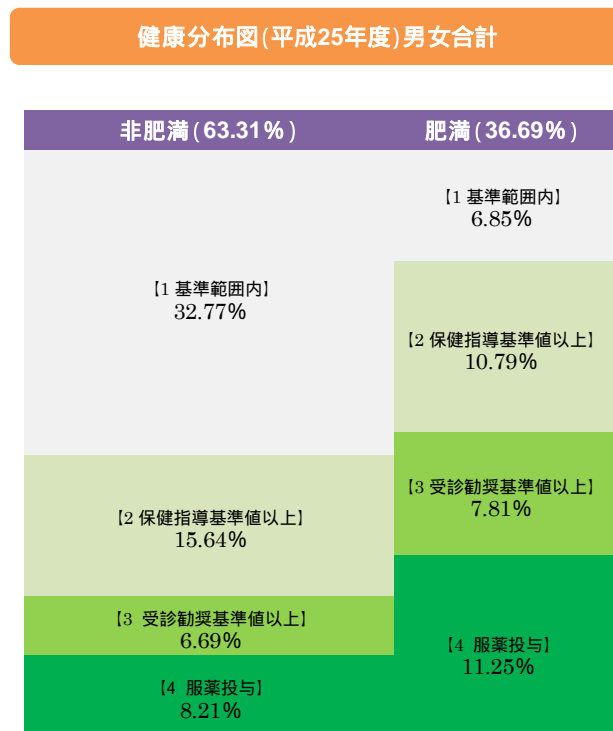 健康分布図(平成25年度)男女合計
非肥満(63.31%)
【1 基準範囲内】
32.77%
【2 保健指導基準値以上】
15.64%
【3 受診勧奨基準値以上】
6.69%
【4 服薬投与】
8.21%
肥満(36.69%)
【1 基準範囲内】
6.85%
【2 保健指導基準値以上】
10.79%
【3 受診勧奨基準値以上】
7.81%
【4 服薬投与】
11.25%